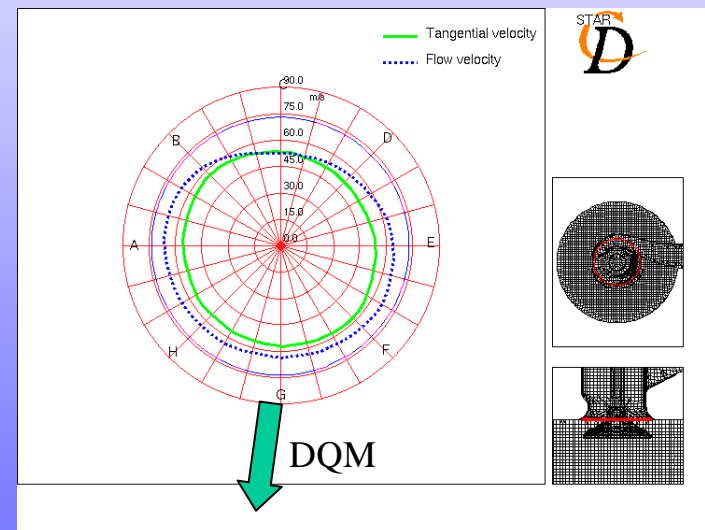 Tangential velocity
Flow velocity
STAR
CD
C
90.0
m/s
75.0
B
D
60.0
45.0
30.0
15.0
0.0
A
E
H
F
G
DQM